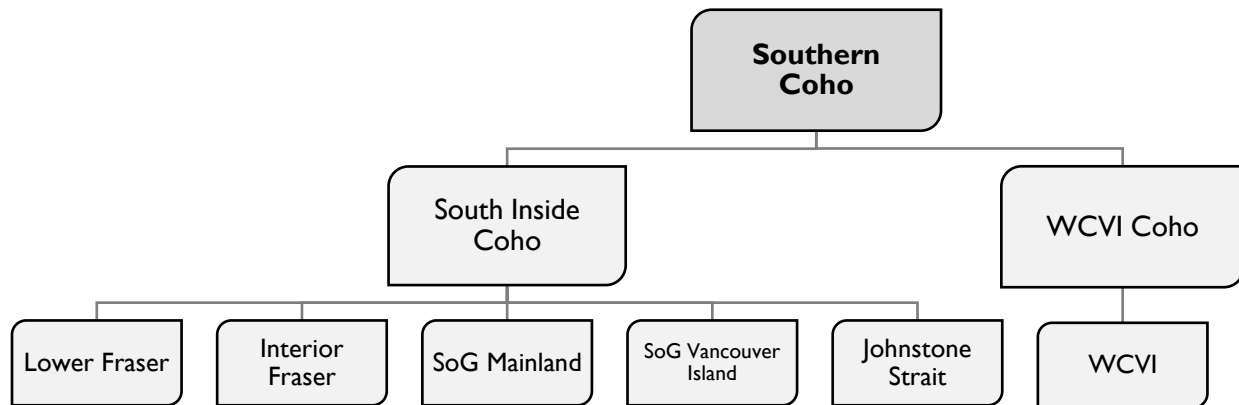 Southern
Coho
South Inside
Coho
WCVI Coho
Lower Fraser
Interior
Fraser
SoG Mainland
SoG Vancouver
Island
Johnstone
Strait
WCVI